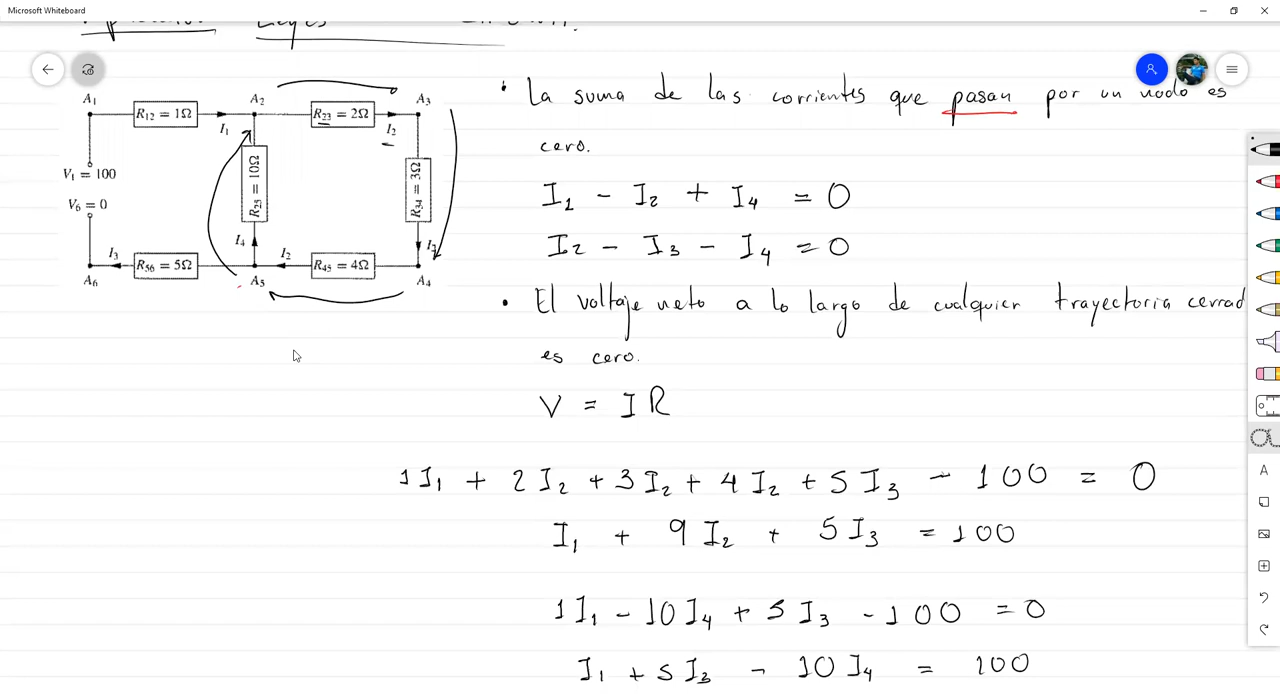 Microsoft Whiteboard
Leyes
A₁
R₁₂ = 1Ω
I₁
A₂
R₂₃ = 2Ω
I₂
A₃
V₁ = 100
V₆ = 0
R₂₅ = 10Ω
R₃₄ = 3Ω
I₄
I₃
R₅₆ = 5Ω
I₂
R₄₅ = 4Ω
A₆
A₅
A₄
· La suma de las corrientes que pasan por un nodo es
cero.
I₁ - I₂ + I₄ = 0
I₂ - I₃ - I₄ = 0
· El voltaje neto a lo largo de cualquier trayectoria cerrad
es cero.
V = IR
1I₁ + 2I₂ + 3I₂ + 4I₂ + 5I₃ - 100 = 0
I₁ + 9I₂ + 5I₃ = 100
1I₁ - 10I₄ + 5I₃ - 100 = 0
I₁ + 5I₃ - 10I₄ = 100